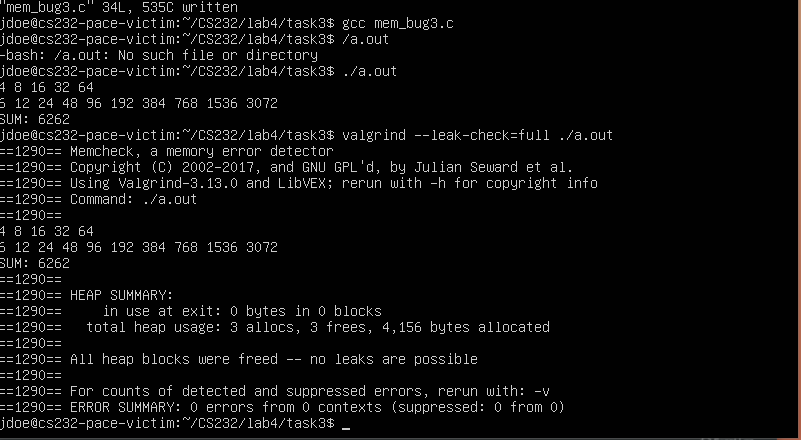 "mem_bug3.c" 34L, 535C written
jdoe@cs232-pace-victim:~/CS232/lab4/task3$ gcc mem_bug3.c
jdoe@cs232-pace-victim:~/CS232/lab4/task3$ /a.out
-bash: /a.out: No such file or directory
jdoe@cs232-pace-victim:~/CS232/lab4/task3$ ./a.out
4 8 16 32 64
6 12 24 48 96 192 384 768 1536 3072
SUM: 6262
jdoe@cs232-pace-victim:~/CS232/lab4/task3$ valgrind --leak-check=full ./a.out
==1290== Memcheck, a memory error detector
==1290== Copyright (C) 2002-2017, and GNU GPL'd, by Julian Seward et al.
==1290== Using Valgrind-3.13.0 and LibVEX; rerun with -h for copyright info
==1290== Command: ./a.out
==1290==
4 8 16 32 64
6 12 24 48 96 192 384 768 1536 3072
SUM: 6262
==1290==
==1290== HEAP SUMMARY:
==1290==     in use at exit: 0 bytes in 0 blocks
==1290==   total heap usage: 3 allocs, 3 frees, 4,156 bytes allocated
==1290==
==1290== All heap blocks were freed -- no leaks are possible
==1290==
==1290== For counts of detected and suppressed errors, rerun with: -v
==1290== ERROR SUMMARY: 0 errors from 0 contexts (suppressed: 0 from 0)
jdoe@cs232-pace-victim:~/CS232/lab4/task3$ _